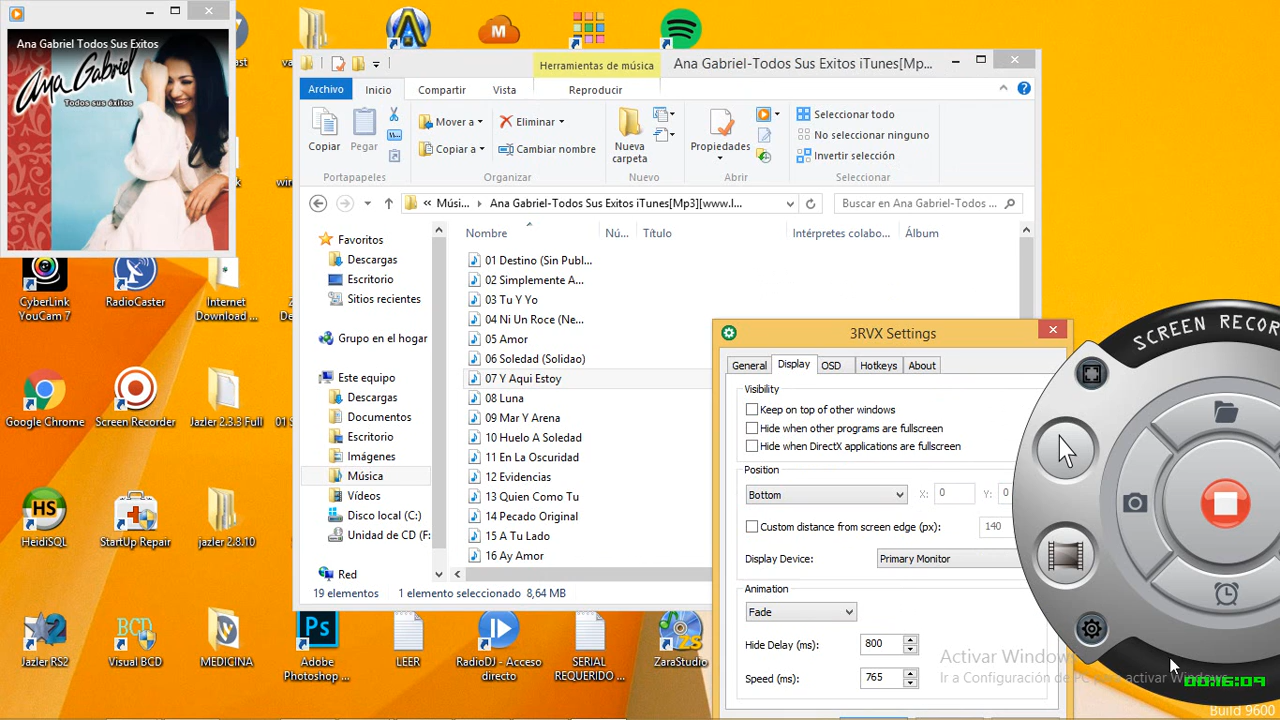 Ana Gabriel Todos Sus Exitos
Ana Gabriel
Todos sus éxitos
Herramientas de música
Ana Gabriel-Todos Sus Exitos iTunes[Mp...
Archivo
Inicio
Compartir
Vista
Reproducir
Copiar
Pegar
Mover a
Copiar a
Eliminar
Cambiar nombre
Nueva
carpeta
Propiedades
Seleccionar todo
No seleccionar ninguno
Invertir selección
Portapapeles
Organizar
Nuevo
Abrir
Seleccionar
Músi...
Ana Gabriel-Todos Sus Exitos iTunes[Mp3][www.l...
Buscar en Ana Gabriel-Todos ...
Nombre
Nú...
Título
Intérpretes colabo...
Álbum
Favoritos
Descargas
Escritorio
Sitios recientes
Grupo en el hogar
Este equipo
Descargas
Documentos
Escritorio
Imágenes
Música
Vídeos
Disco local (C:)
Unidad de CD (F:
Red
01 Destino (Sin Publ...
02 Simplemente A...
03 Tu Y Yo
04 Ni Un Roce (Ne...
05 Amor
06 Soledad (Solidao)
07 Y Aqui Estoy
08 Luna
09 Mar Y Arena
10 Huelo A Soledad
11 En La Oscuridad
12 Evidencias
13 Quien Como Tu
14 Pecado Original
15 A Tu Lado
16 Ay Amor
19 elementos
1 elemento seleccionado 8,64 MB
3RVX Settings
General
Display
OSD
Hotkeys
About
Visibility
Keep on top of other windows
Hide when other programs are fullscreen
Hide when DirectX applications are fullscreen
Position
Bottom
X:
0
Y:
0
Custom distance from screen edge (px):
140
Display Device:
Primary Monitor
Animation
Fade
Hide Delay (ms):
800
Speed (ms):
765
SCREEN RECOR
00:16:09
Activar Windows
Ir a Configuración de PC para activar Windows.
Build 9600
CyberLink
YouCam 7
RadioCaster
Internet
Download ...
Google Chrome
Screen Recorder
Jazler 2.3.3 Full
HS
HeidiSQL
StartUp Repair
jazler 2.8.10
Jazler RS2
BCD
Visual BCD
MEDICINA
Ps
Adobe
Photoshop ...
LEER
RadioDJ - Acceso
directo
SERIAL
REQUERIDO ...
ZS
ZaraStudio